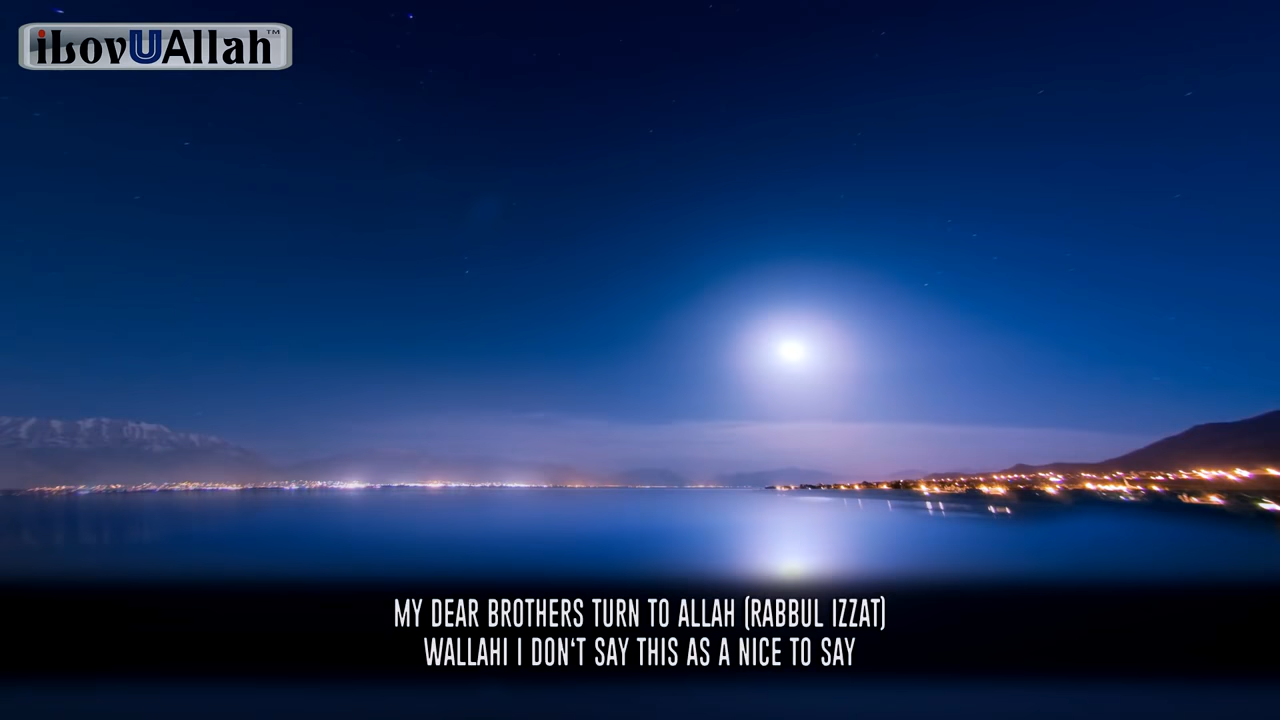 iLovUAllah™
MY DEAR BROTHERS TURN TO ALLAH (RABBUL IZZAT)
WALLAHI I DON'T SAY THIS AS A NICE TO SAY